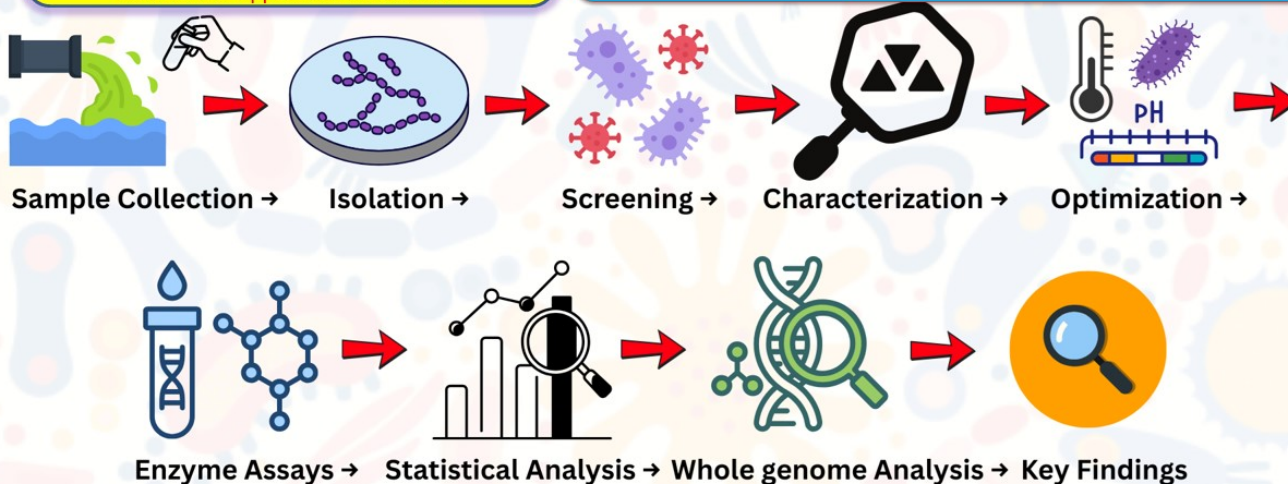 PH
Sample Collection → Isolation → Screening → Characterization → Optimization →
Enzyme Assays → Statistical Analysis → Whole genome Analysis → Key Findings